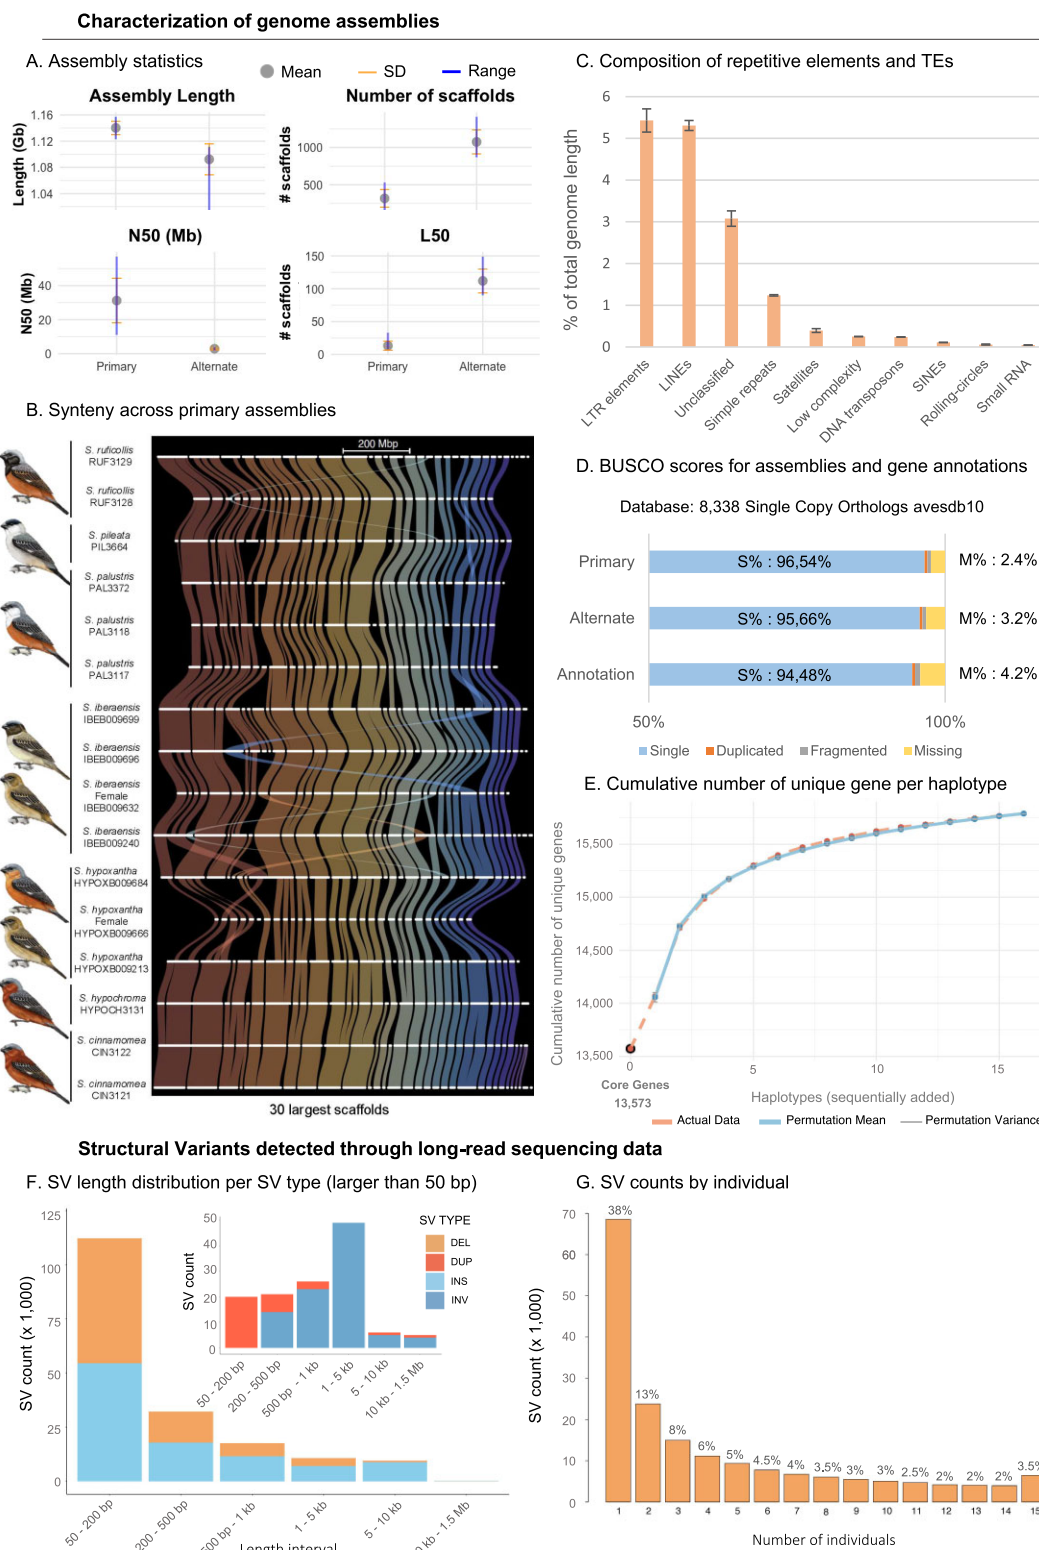 Characterization of genome assemblies
A. Assembly statistics
Mean
SD
Range
Assembly Length
Length (Gb)
1.16
1.12
1.08
1.04
Number of scaffolds
# scaffolds
1000
500
N50 (Mb)
N50 (Mb)
40
20
0
Primary
Alternate
L50
# scaffolds
150
100
50
0
Primary
Alternate
B. Synteny across primary assemblies
200 Mbp
S. ruficollis
RUF3129
S. ruficollis
RUF3128
S. pileata
PIL3664
S. palustris
PAL3372
S. palustris
PAL3118
S. palustris
PAL3117
S. iberaensis
IBEB009699
S. iberaensis
IBEB009696
S. iberaensis
Female
IBEB009632
S. iberaensis
IBEB009240
S. hypoxantha
HYPOXB009684
S. hypoxantha
Female
HYPOXB009666
S. hypoxantha
HYPOXB009213
S. hypochroma
HYPOCH3131
S. cinnamomea
CIN3122
S. cinnamomea
CIN3121
30 largest scaffolds
C. Composition of repetitive elements and TEs
% of total genome length
6
5
4
3
2
1
0
LTR elements
LINEs
Unclassified
Simple repeats
Satellites
Low complexity
DNA transposons
SINEs
Rolling-circles
Small RNA
D. BUSCO scores for assemblies and gene annotations
Database: 8,338 Single Copy Orthologs avesdb10
Primary
S% : 96,54%
M% : 2.4%
Alternate
S% : 95,66%
M% : 3.2%
Annotation
S% : 94,48%
M% : 4.2%
50%
100%
Single
Duplicated
Fragmented
Missing
E. Cumulative number of unique gene per haplotype
Cumulative number of unique genes
15,500
15,000
14,500
14,000
13,500
0
5
10
15
Core Genes
13,573
Haplotypes (sequentially added)
Actual Data
Permutation Mean
Permutation Variance
Structural Variants detected through long-read sequencing data
F. SV length distribution per SV type (larger than 50 bp)
SV count (x 1,000)
125
100
75
50
25
0
50 - 200 bp
200 - 500 bp
500 bp - 1 kb
1 - 5 kb
5 - 10 kb
0 kb - 1.5 Mb
Length interval
SV count
50
40
30
20
10
0
50 - 200 bp
200 - 500 bp
500 bp - 1 kb
1 - 5 kb
5 - 10 kb
10 kb - 1.5 Mb
SV TYPE
DEL
DUP
INS
INV
G. SV counts by individual
SV count (x 1,000)
70
60
50
40
30
20
10
0
38%
13%
8%
6%
5%
4.5%
4%
3.5%
3%
3%
2.5%
2%
2%
2%
3.5%
1
2
3
4
5
6
7
8
9
10
11
12
13
14
15
Number of individuals